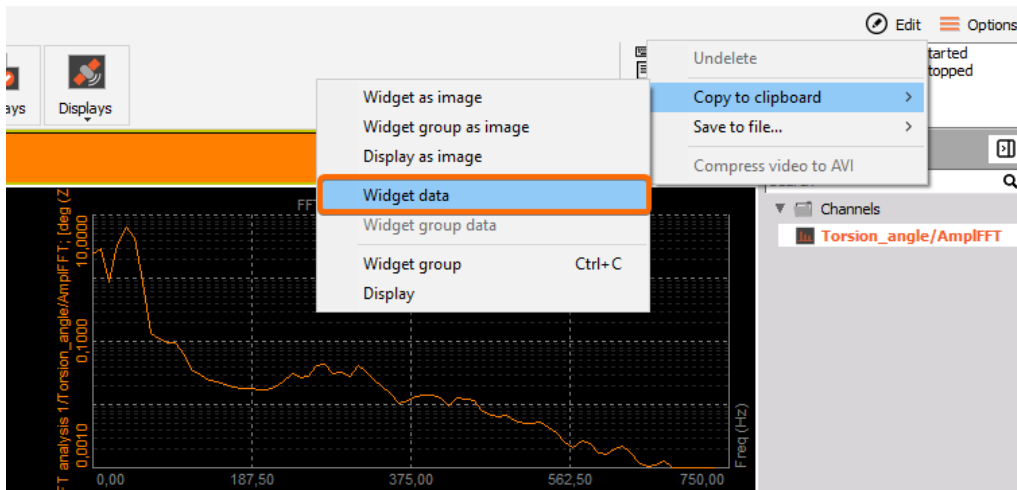 Edit
Options
ays
Displays
tarted
topped
Undelete
Copy to clipboard
Save to file...
Compress video to AVI
Widget as image
Widget group as image
Display as image
Widget data
Widget group data
Widget group Ctrl+C
Display
Channels
Torsion_angle/AmplFFT
FF
FT analysis 1/Torsion_angle/AmplFFT; [deg (Z
10,0000
0,1000
0,0010
Freq (Hz)
0,00
187,50
375,00
562,50
750,00